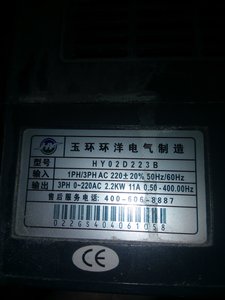 玉环环洋电气制造
型号 HY02D223B
输入 1PH/3PH AC 220±20% 50Hz/60Hz
输出 3PH 0~220AC 2.2KW 11A 0.50-400.00Hz
售后服务电话: 400-606-8887
022GS40406105B
CE